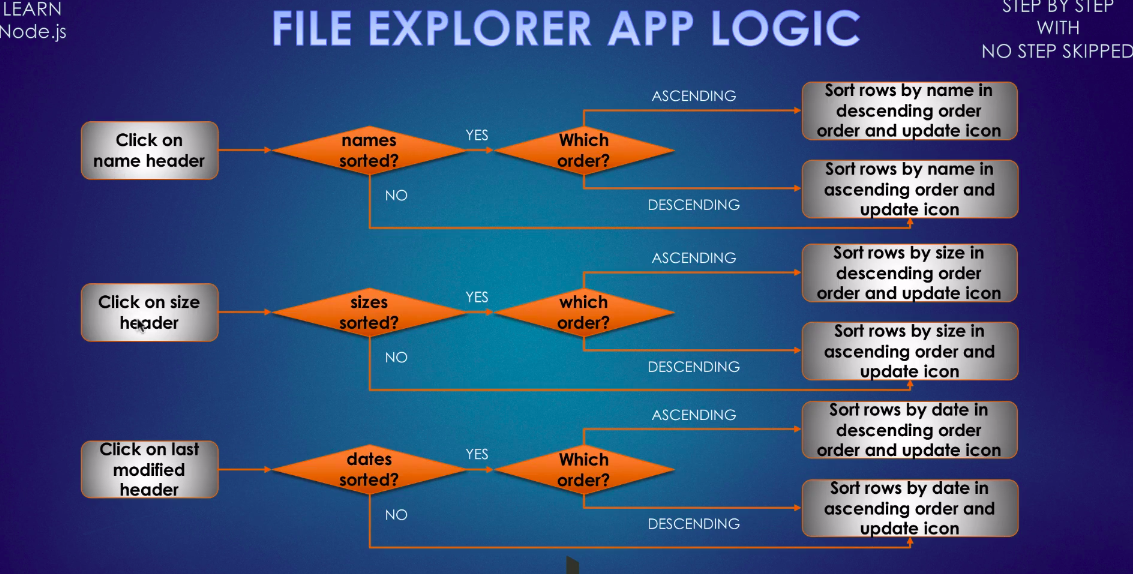 LEARN
Node.js
FILE EXPLORER APP LOGIC
STEP BY STEP
WITH
NO STEP SKIPPED
Click on
name header
names
sorted?
YES
NO
Which
order?
ASCENDING
DESCENDING
Sort rows by name in
descending order
order and update icon
Sort rows by name in
ascending order and
update icon
Click on size
header
sizes
sorted?
YES
NO
which
order?
ASCENDING
DESCENDING
Sort rows by size in
descending order
order and update icon
Sort rows by size in
ascending order and
update icon
Click on last
modified
header
dates
sorted?
YES
NO
Which
order?
ASCENDING
DESCENDING
Sort rows by date in
descending order
order and update icon
Sort rows by date in
ascending order and
update icon